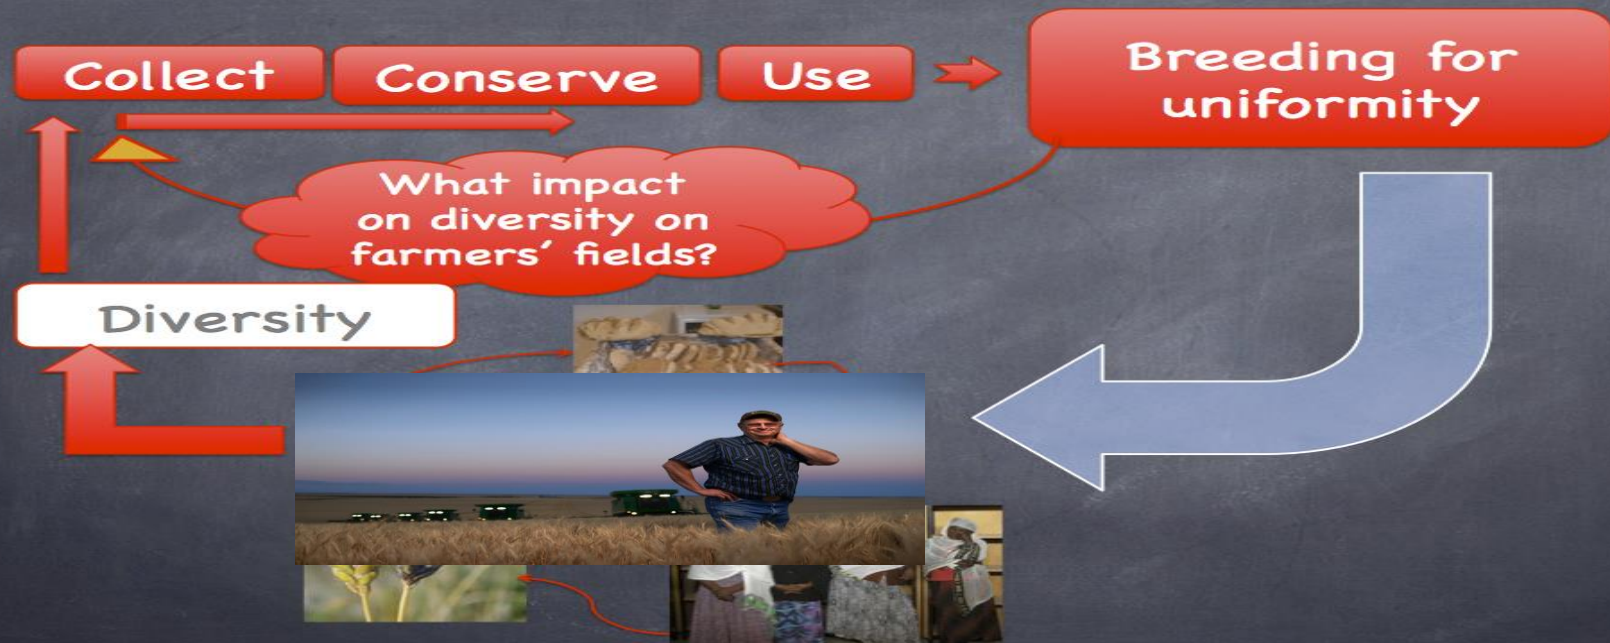 Collect
Conserve
Use
Breeding for
uniformity
What impact
on diversity on
farmers’ fields?
Diversity